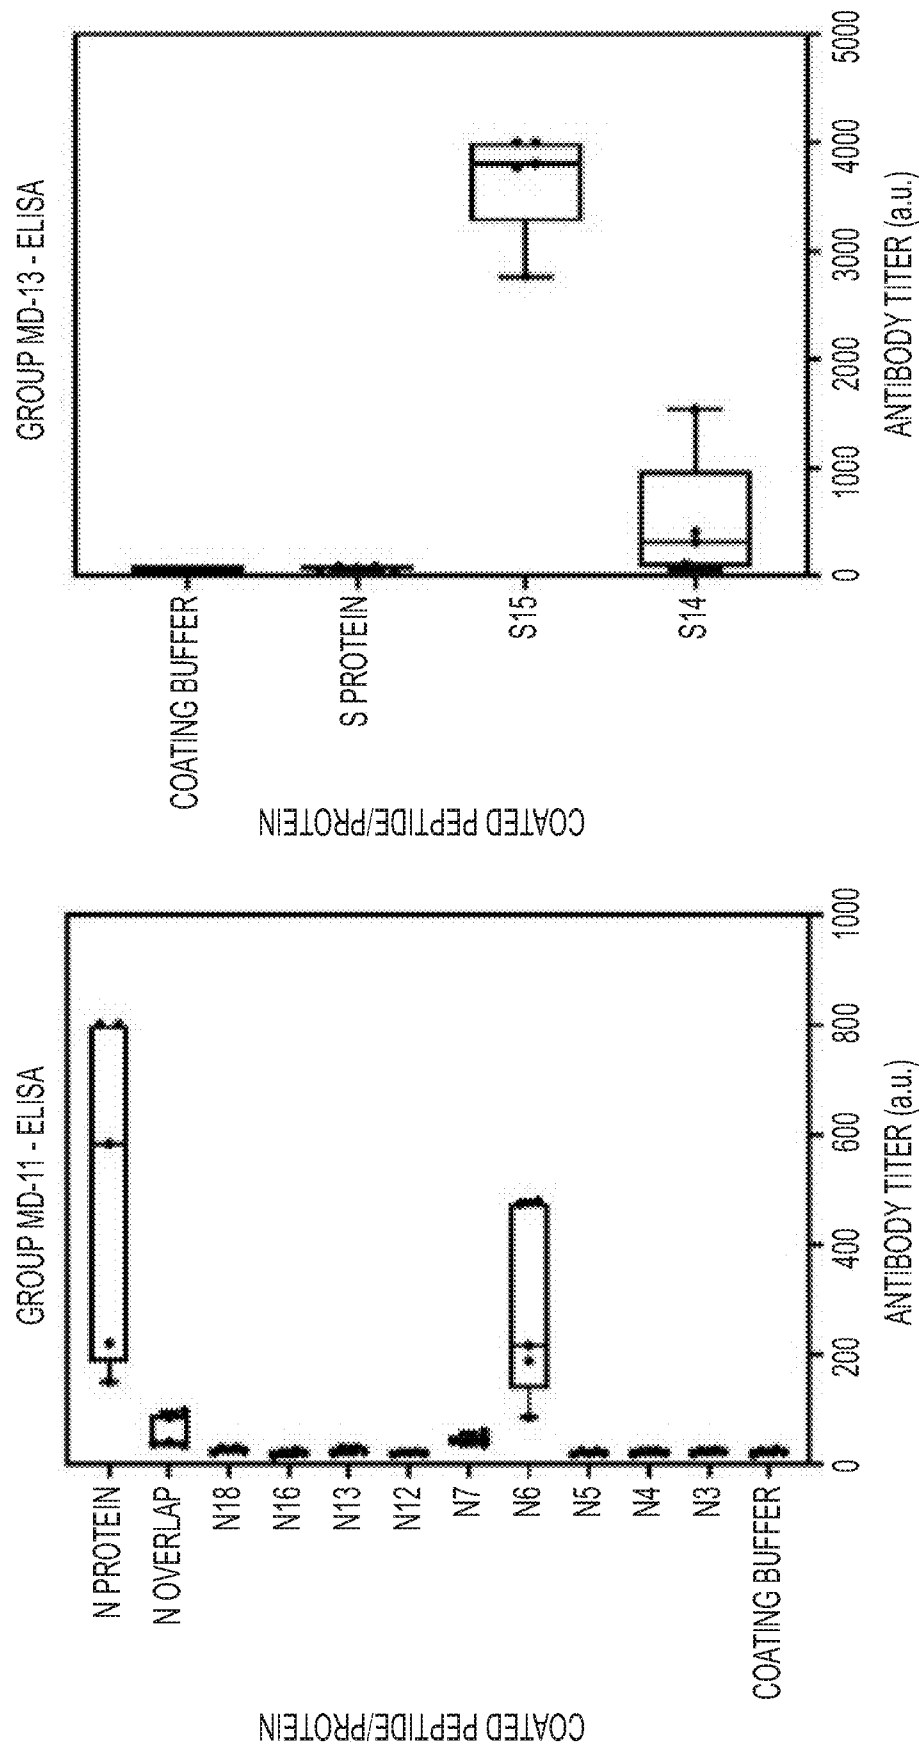 GROUP MD-11 - ELISA
COATED PEPTIDE/PROTEIN
N PROTEIN
N OVERLAP
N18
N16
N13
N12
N7
N6
N5
N4
N3
COATING BUFFER
0 200 400 600 800 1000
ANTIBODY TITER (a.u.)
GROUP MD-13 - ELISA
COATED PEPTIDE/PROTEIN
COATING BUFFER
S PROTEIN
S15
S14
0 1000 2000 3000 4000 5000
ANTIBODY TITER (a.u.)